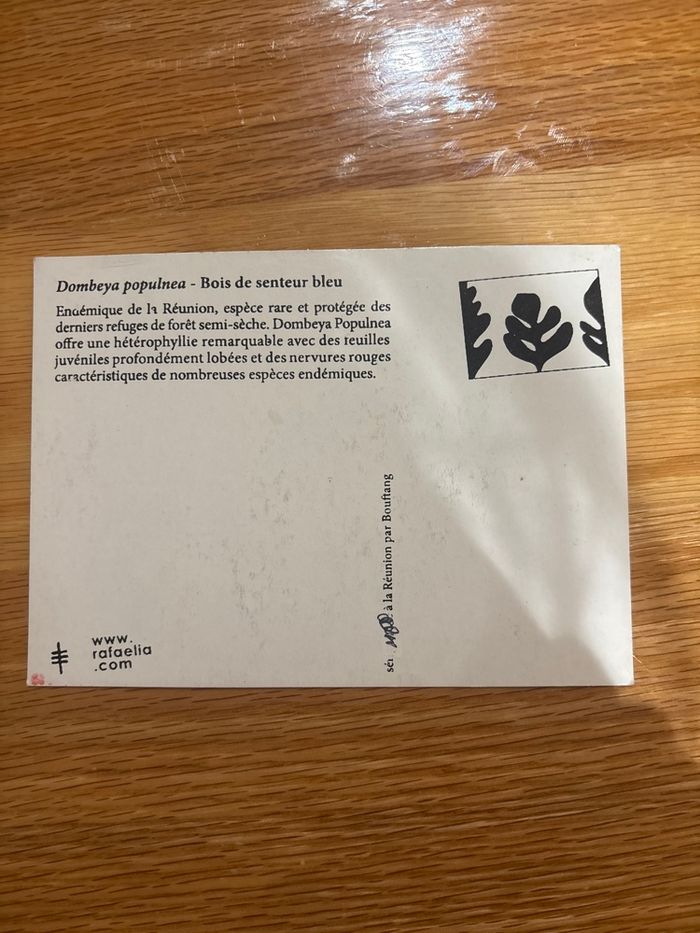 Dombeya populnea - Bois de senteur bleu
Endémique de la Réunion, espèce rare et protégée des
derniers refuges de forêt semi-sèche. Dombeya Populnea
offre une hétérophyllie remarquable avec des feuilles
juvéniles profondément lobées et des nervures rouges
caractéristiques de nombreuses espèces endémiques.
à la Réunion par Bouftang
www.
rafaelia
.com